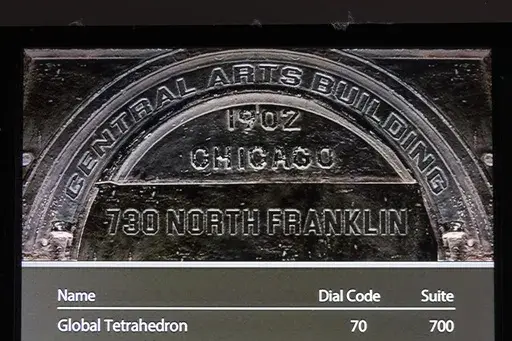 CENTRAL ARTS BUILDING
1902
CHICAGO
730 NORTH FRANKLIN
Name Dial Code Suite
Global Tetrahedron 70 700